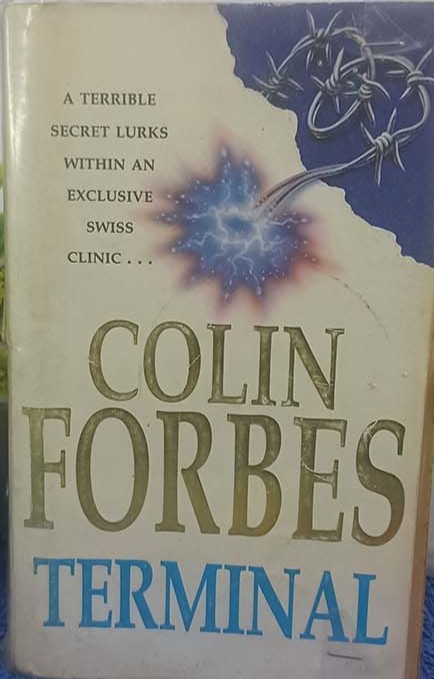 A TERRIBLE
SECRET LURKS
WITHIN AN
EXCLUSIVE
SWISS
CLINIC...
COLIN
FORBES
TERMINAL